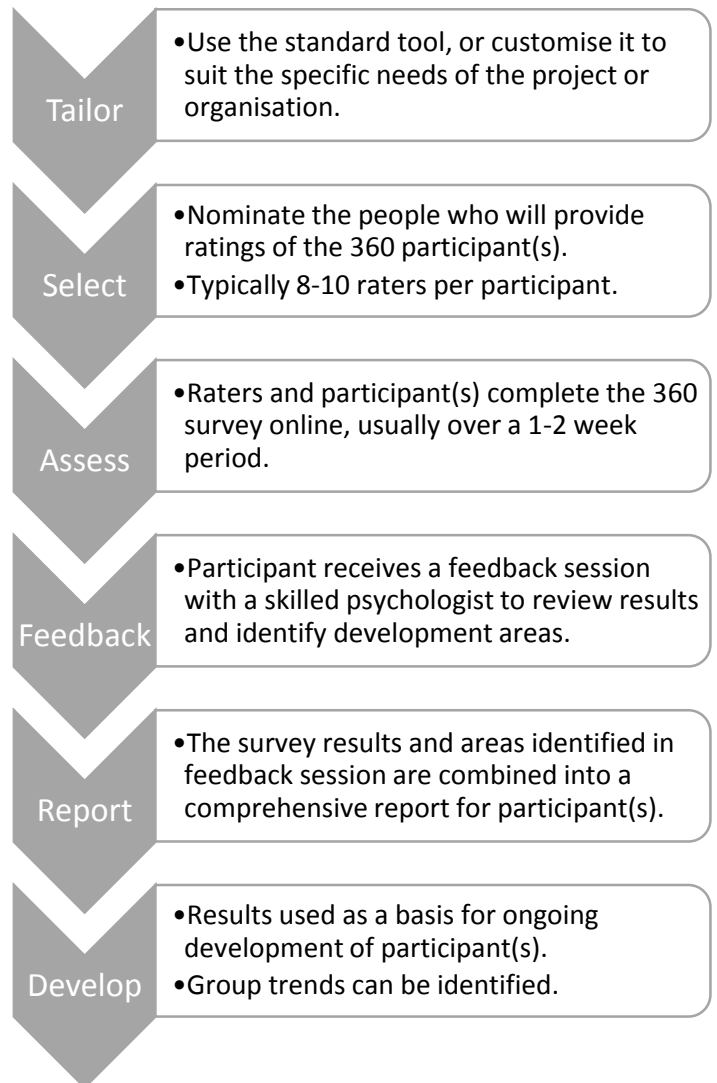 Tailor
•Use the standard tool, or customise it to
suit the specific needs of the project or
organisation.
Select
•Nominate the people who will provide
ratings of the 360 participant(s).
•Typically 8-10 raters per participant.
Assess
•Raters and participant(s) complete the 360
survey online, usually over a 1-2 week
period.
Feedback
•Participant receives a feedback session
with a skilled psychologist to review results
and identify development areas.
Report
•The survey results and areas identified in
feedback session are combined into a
comprehensive report for participant(s).
Develop
•Results used as a basis for ongoing
development of participant(s).
•Group trends can be identified.